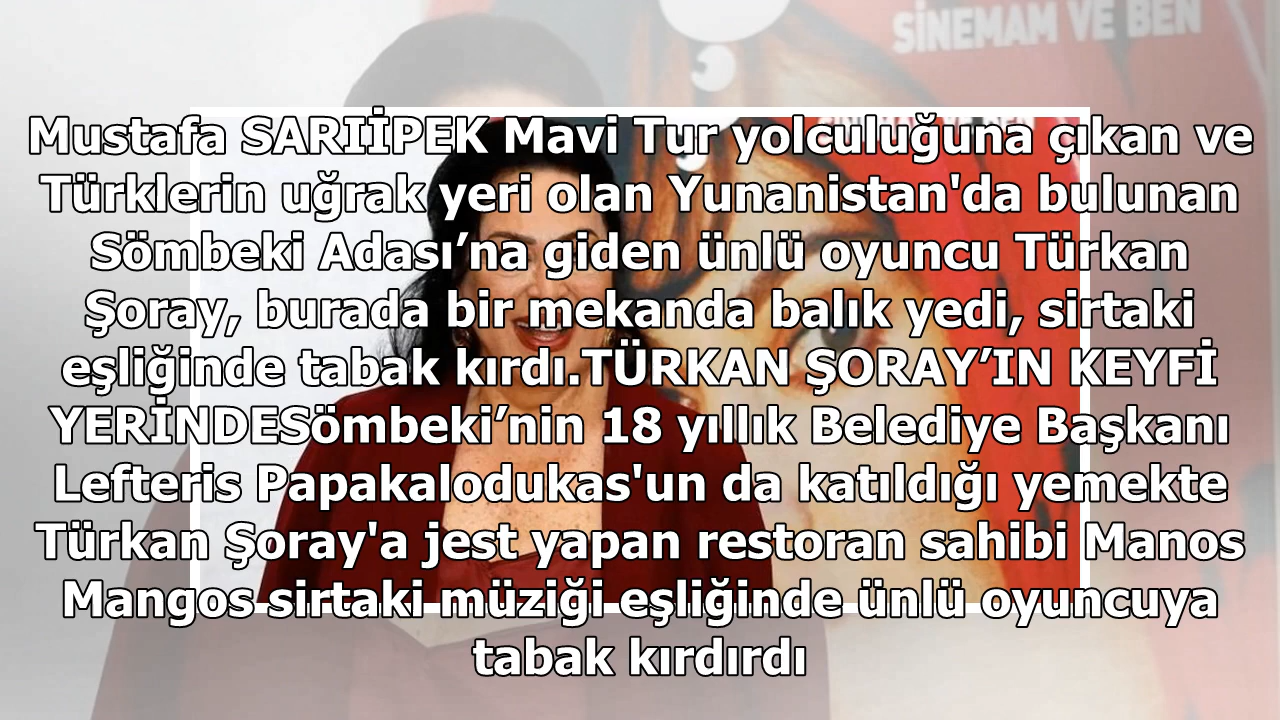 SİNEMAM VE BEN
Mustafa SARIİPEK Mavi Tur yolculuğuna çıkan ve
Türklerin uğrak yeri olan Yunanistan'da bulunan
Sömbeki Adası’na giden ünlü oyuncu Türkan
Şoray, burada bir mekanda balık yedi, sirtaki
eşliğinde tabak kırdı.TÜRKAN ŞORAY’IN KEYFİ
YERİNDESömbeki’nin 18 yıllık Belediye Başkanı
Lefteris Papakalodukas'un da katıldığı yemekte
Türkan Şoray'a jest yapan restoran sahibi Manos
Mangos sirtaki müziği eşliğinde ünlü oyuncuya
tabak kırdırdı